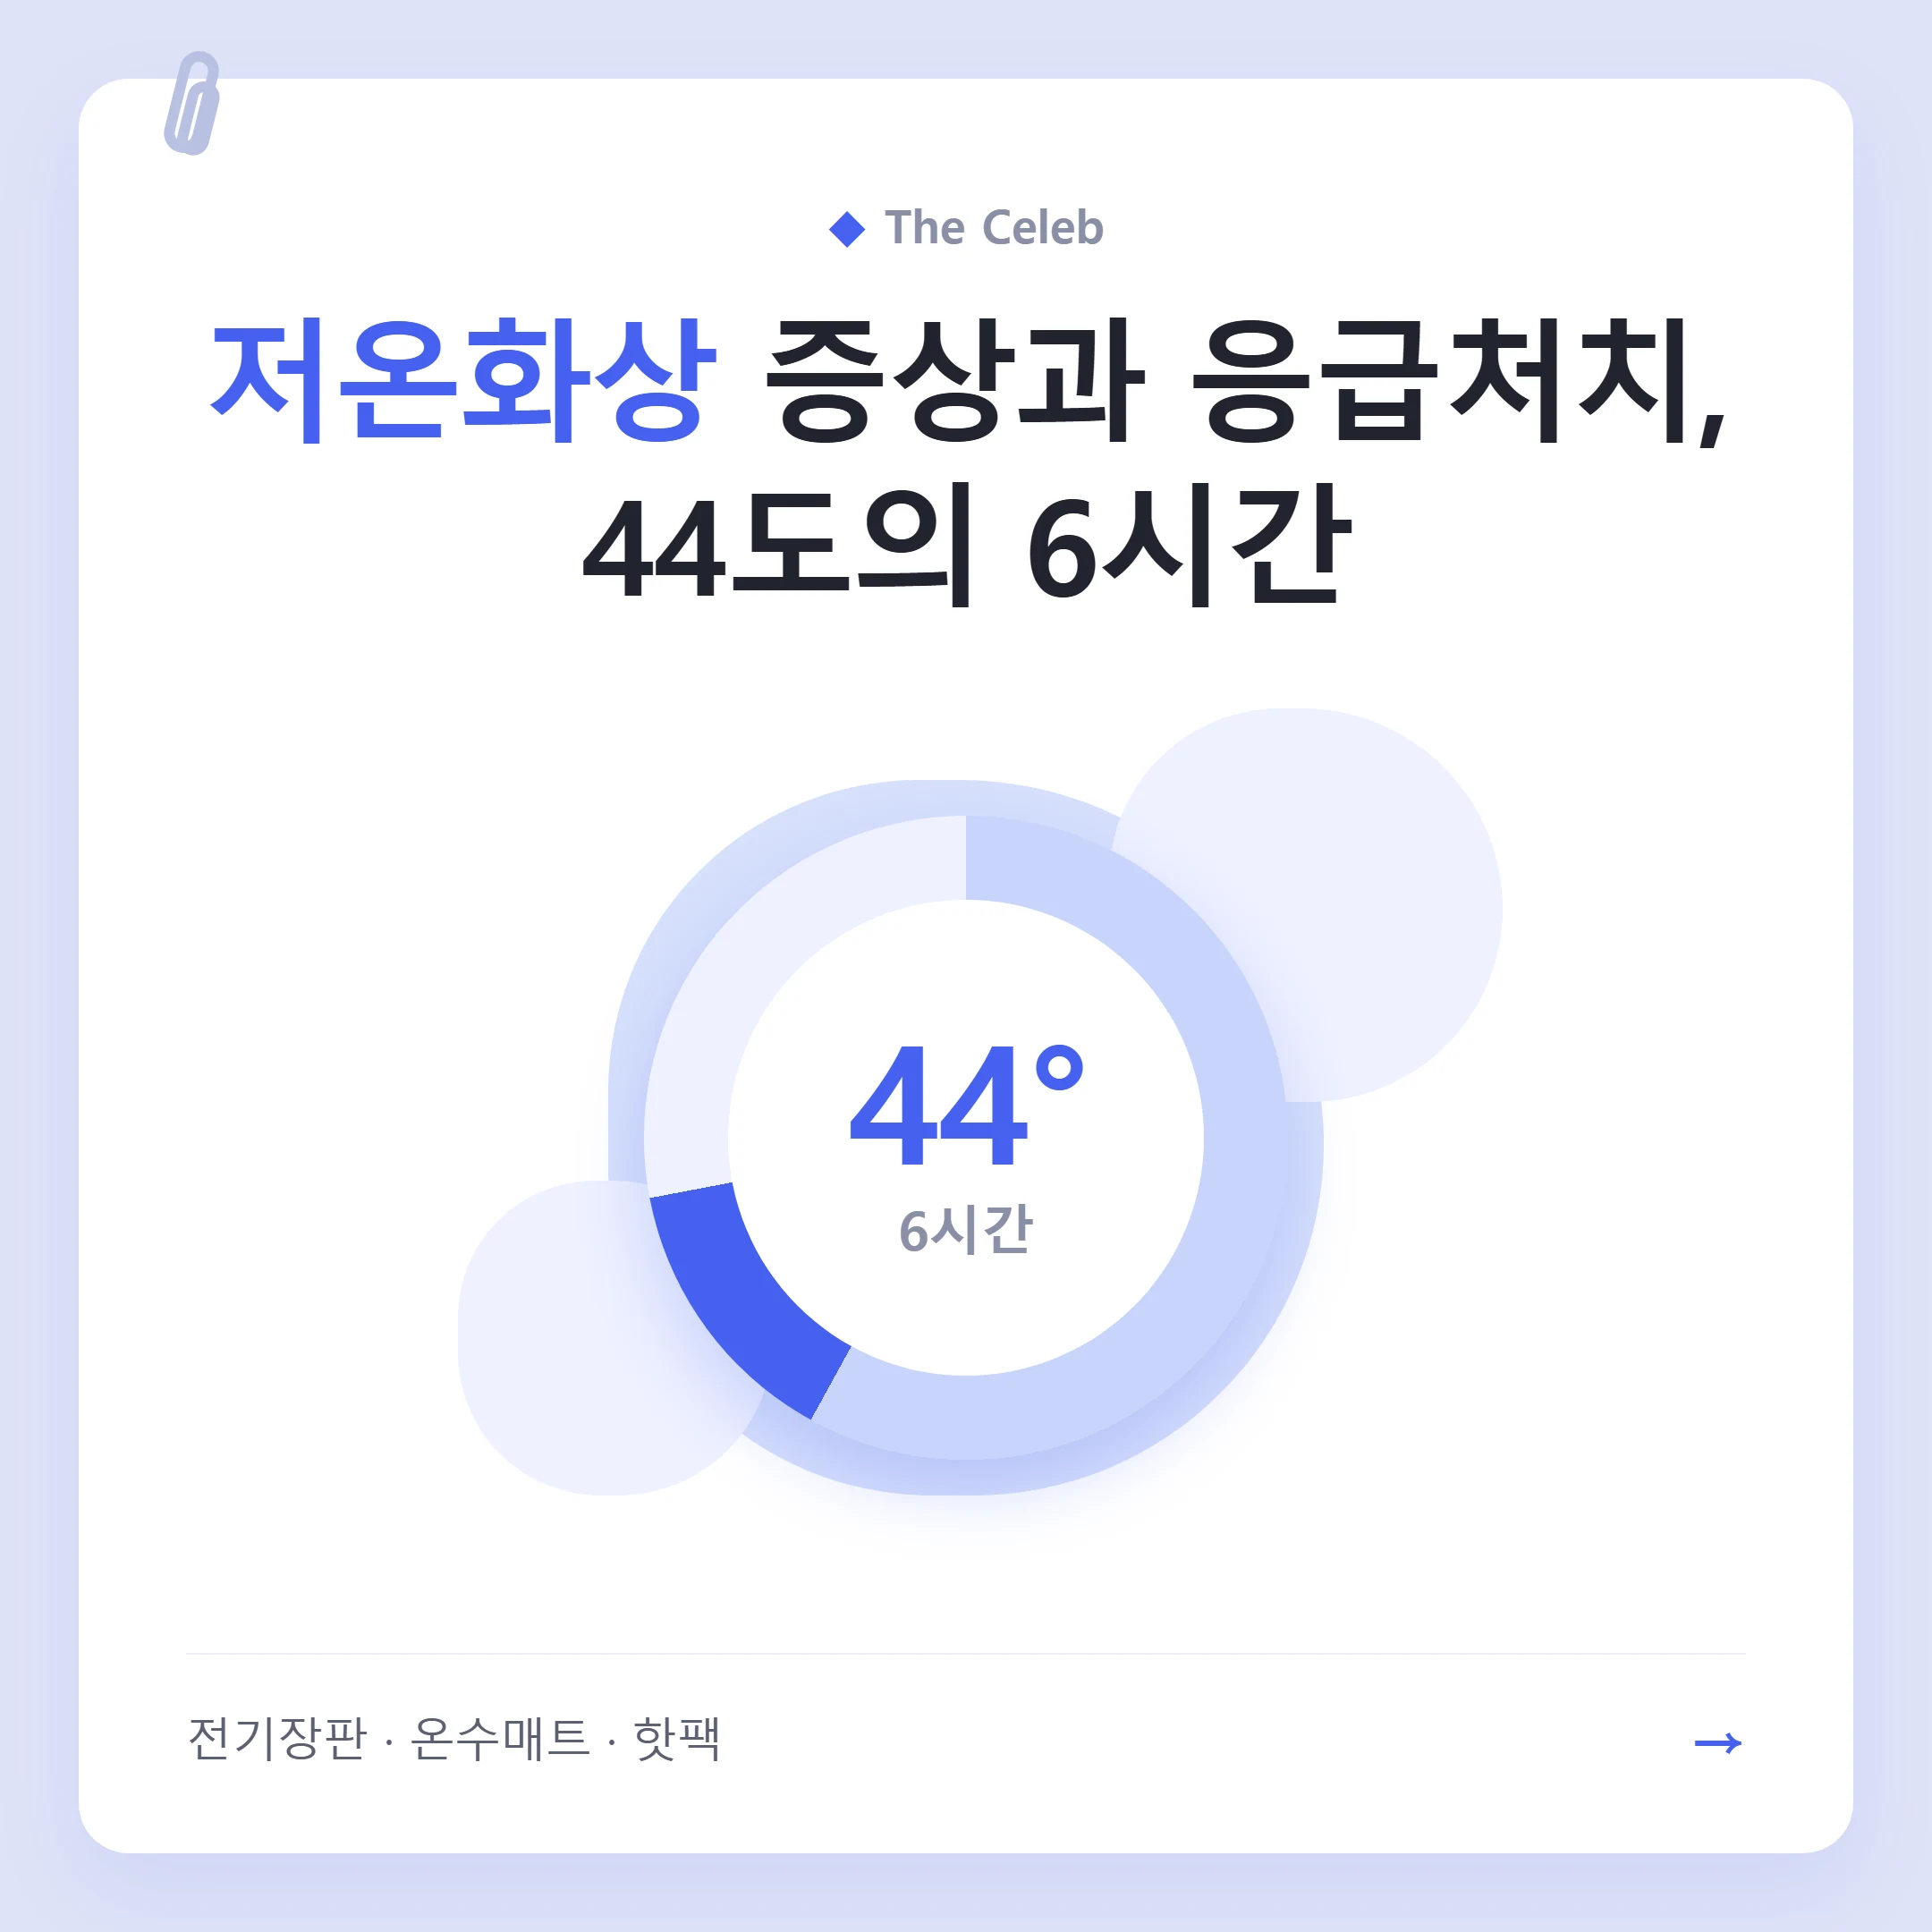 The Celeb
저온화상 증상과 응급처치,
44도의 6시간
44°
6시간
전기장판 · 온수매트 · 핫팩
→